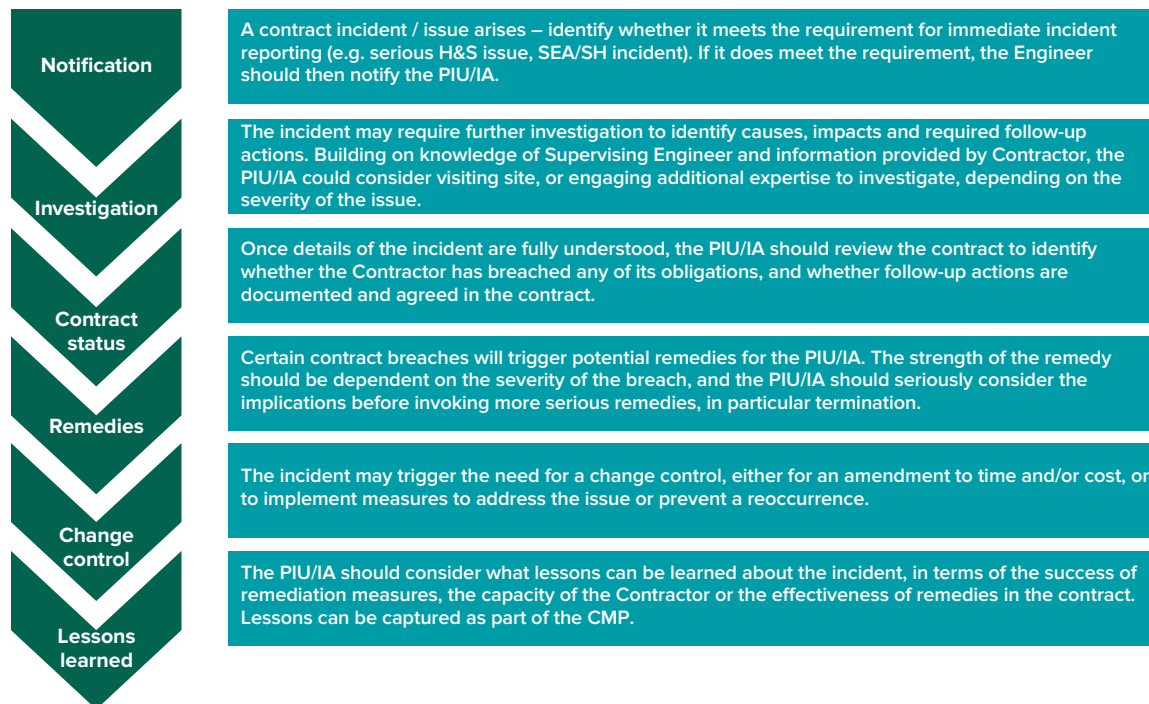 Notification
A contract incident / issue arises – identify whether it meets the requirement for immediate incident
reporting (e.g. serious H&S issue, SEA/SH incident). If it does meet the requirement, the Engineer
should then notify the PIU/IA.
Investigation
The incident may require further investigation to identify causes, impacts and required follow-up
actions. Building on knowledge of Supervising Engineer and information provided by Contractor, the
PIU/IA could consider visiting site, or engaging additional expertise to investigate, depending on the
severity of the issue.
Contract
status
Once details of the incident are fully understood, the PIU/IA should review the contract to identify
whether the Contractor has breached any of its obligations, and whether follow-up actions are
documented and agreed in the contract.
Remedies
Certain contract breaches will trigger potential remedies for the PIU/IA. The strength of the remedy
should be dependent on the severity of the breach, and the PIU/IA should seriously consider the
implications before invoking more serious remedies, in particular termination.
Change
control
The incident may trigger the need for a change control, either for an amendment to time and/or cost, or
to implement measures to address the issue or prevent a reoccurrence.
Lessons
learned
The PIU/IA should consider what lessons can be learned about the incident, in terms of the success of
remediation measures, the capacity of the Contractor or the effectiveness of remedies in the contract.
Lessons can be captured as part of the CMP.